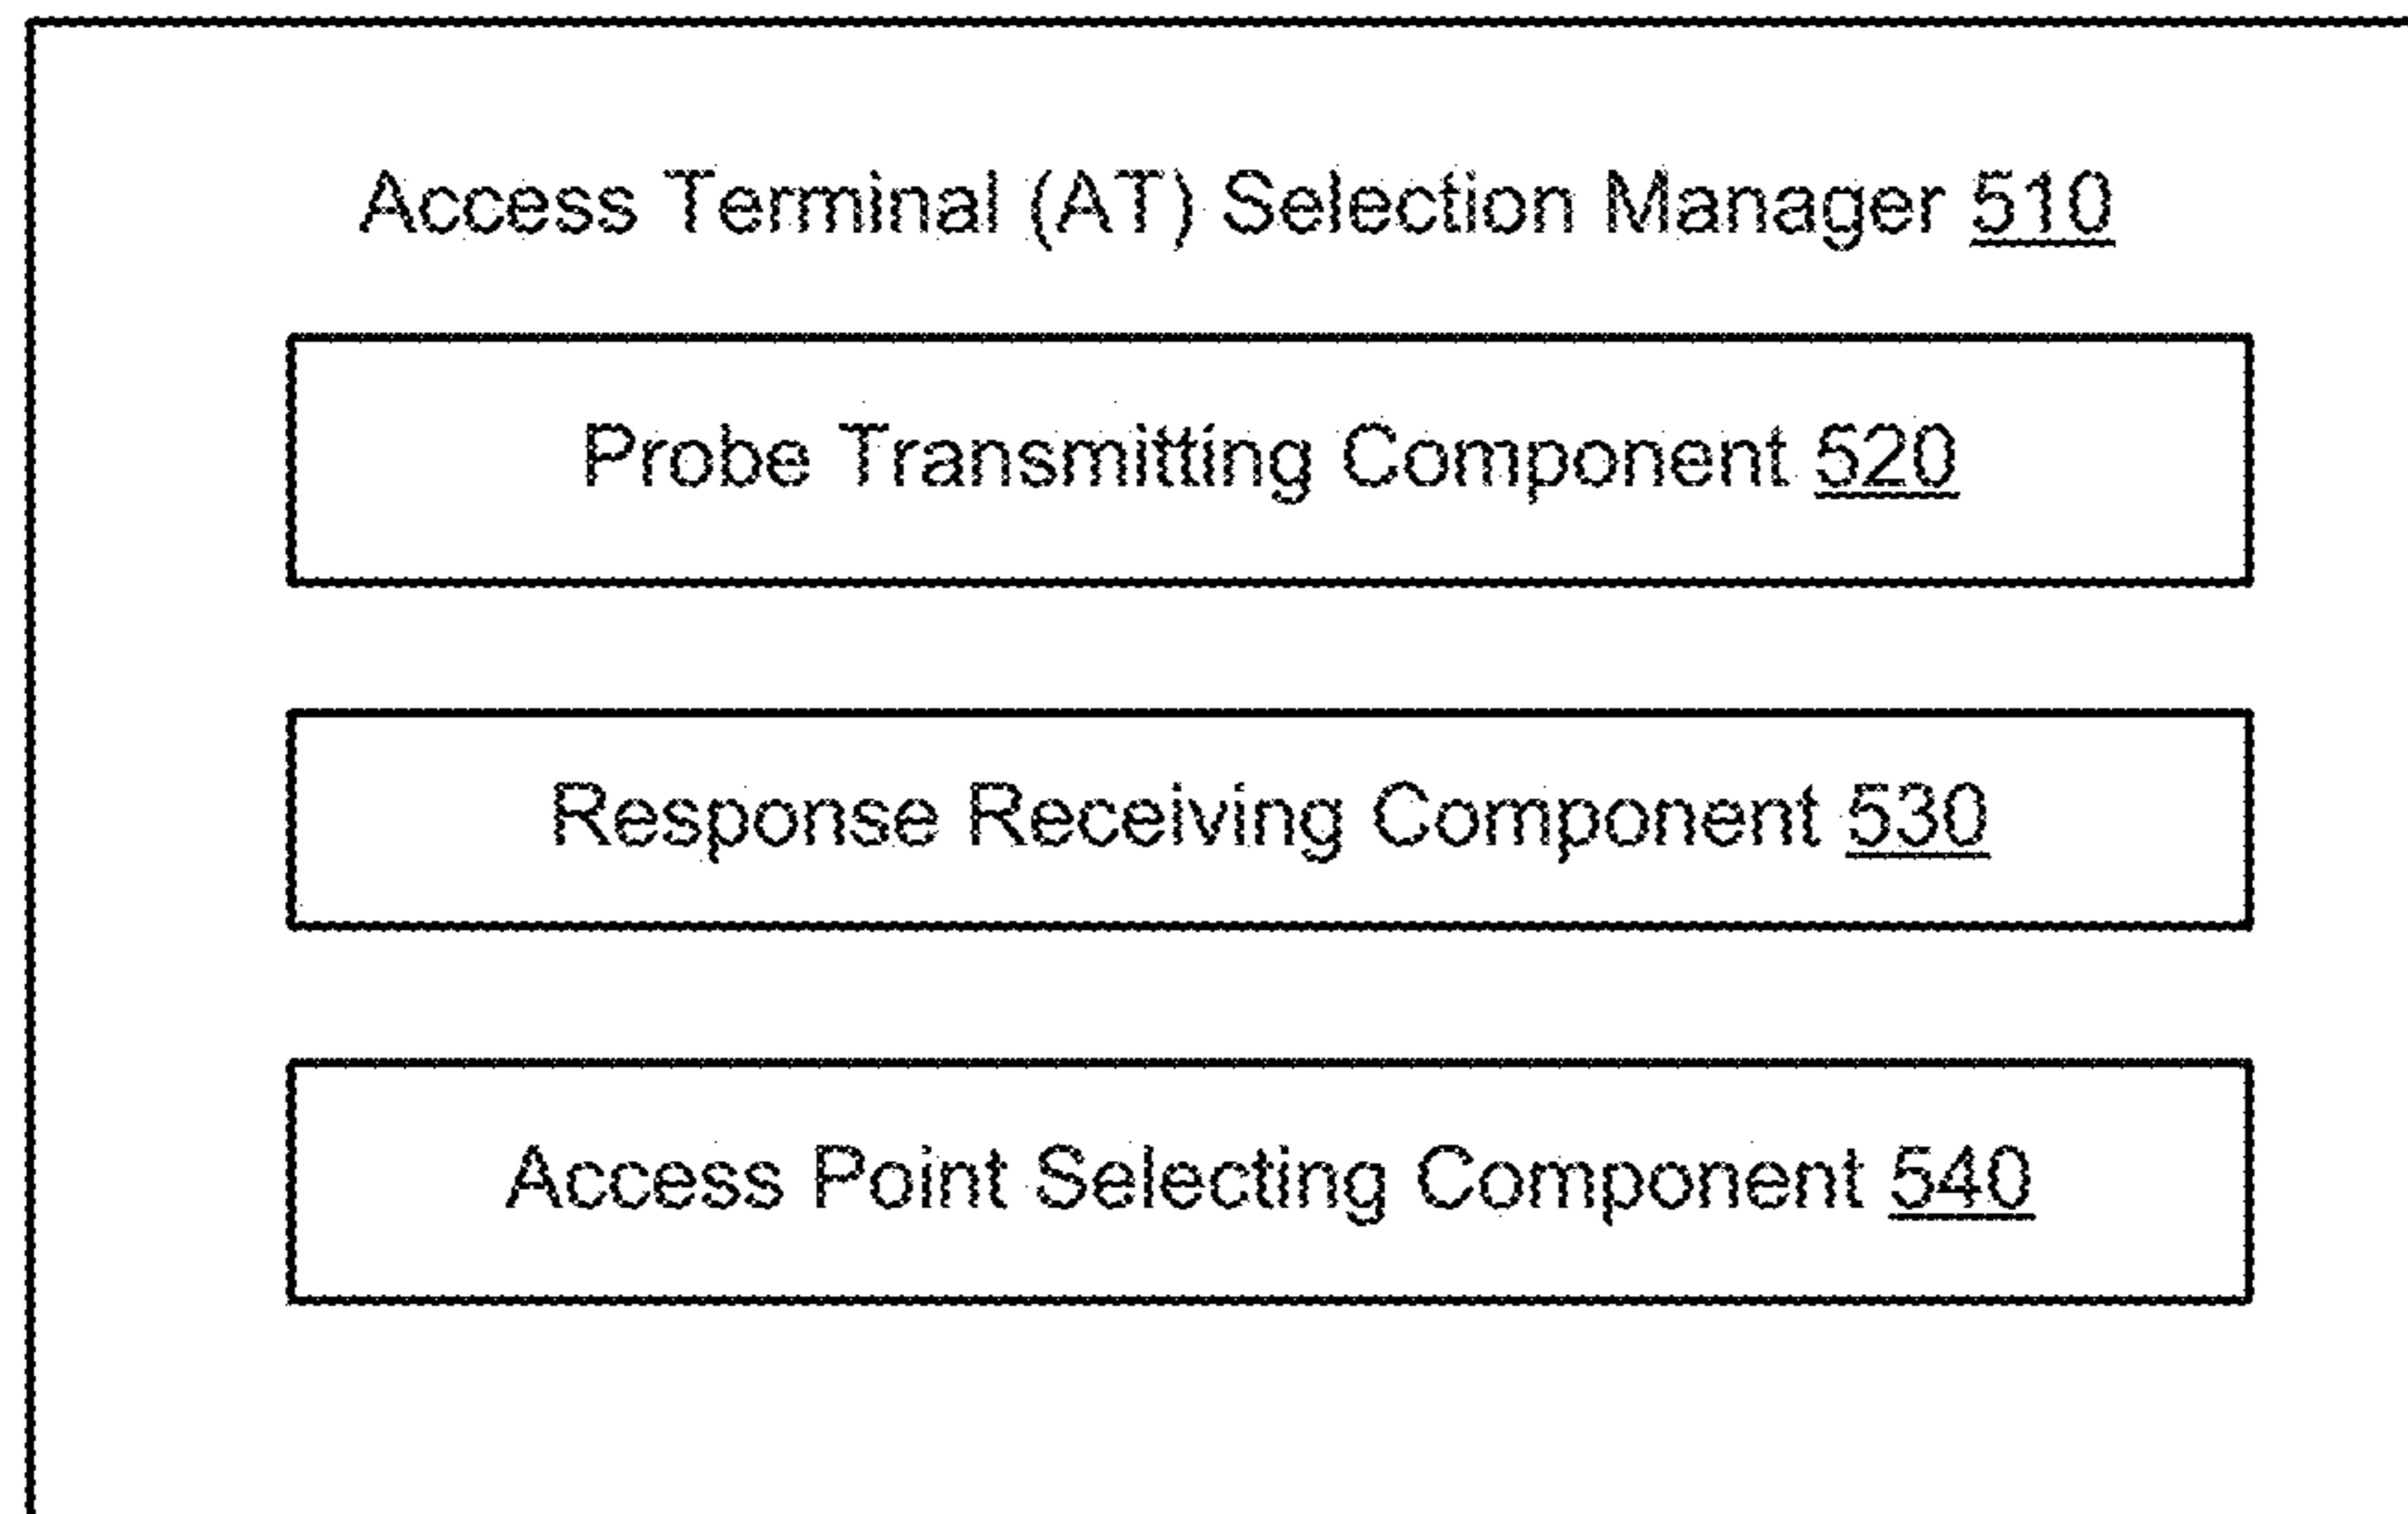 Access Terminal (AT) Selection Manager 510
Probe Transmitting Component 520
Response Receiving Component 530
Access Point Selecting Component 540